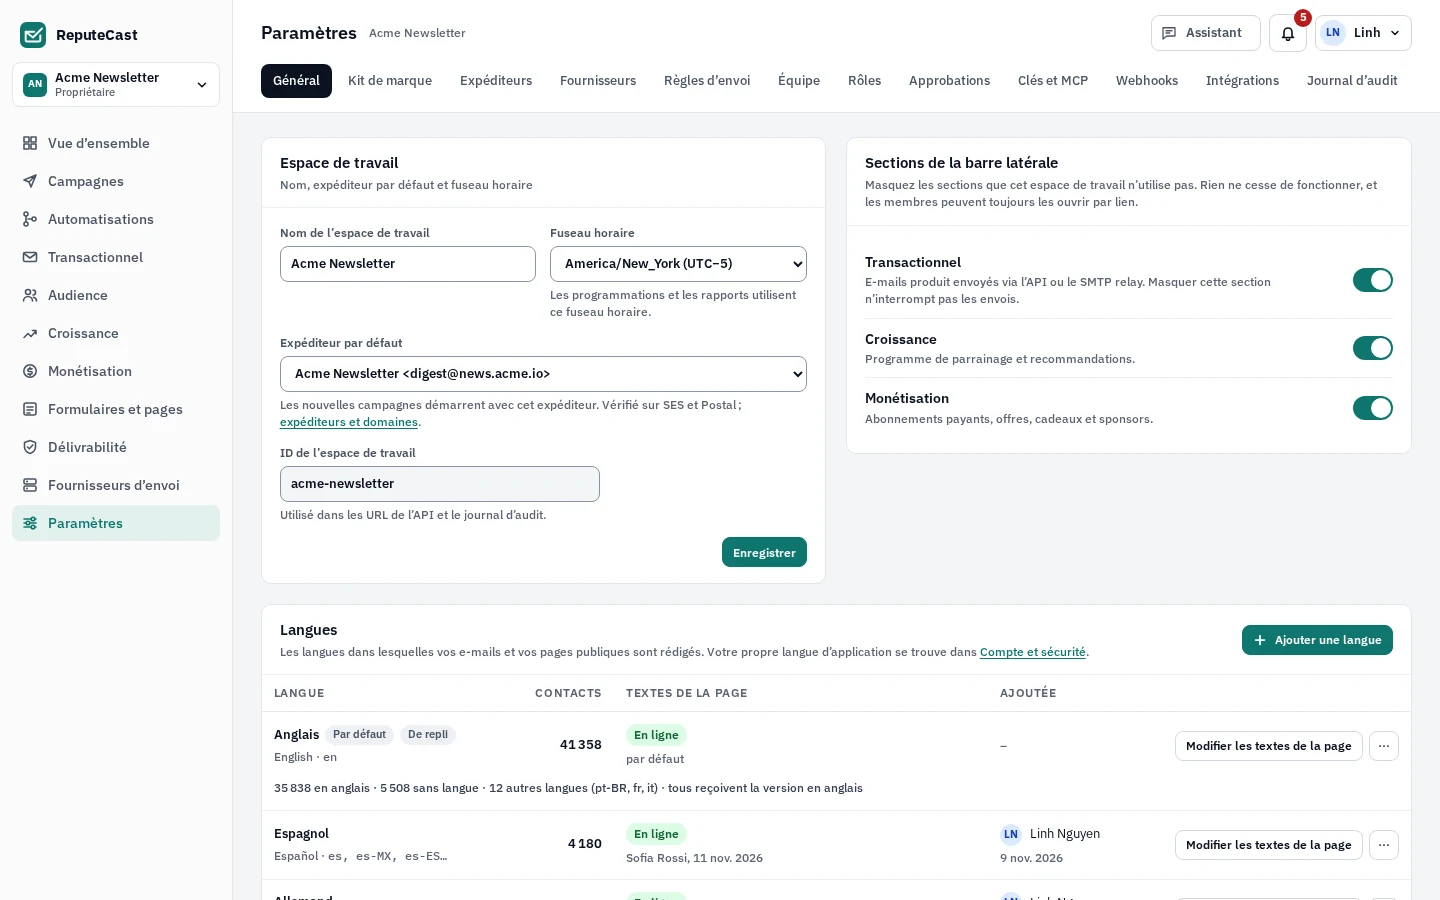 ReputeCast
AN
Acme Newsletter
Propriétaire
Vue d’ensemble
Campagnes
Automatisations
Transactionnel
Audience
Croissance
Monétisation
Formulaires et pages
Délivrabilité
Fournisseurs d’envoi
Paramètres
Paramètres Acme Newsletter
Assistant
5
LN Linh
Général Kit de marque Expéditeurs Fournisseurs Règles d’envoi Équipe Rôles Approbations Clés et MCP Webhooks Intégrations Journal d’audit
Espace de travail
Nom, expéditeur par défaut et fuseau horaire
Nom de l’espace de travail
Acme Newsletter
Fuseau horaire
America/New_York (UTC−5)
Les programmations et les rapports utilisent
ce fuseau horaire.
Expéditeur par défaut
Acme Newsletter <digest@news.acme.io>
Les nouvelles campagnes démarrent avec cet expéditeur. Vérifié sur SES et Postal ;
expéditeurs et domaines.
ID de l’espace de travail
acme-newsletter
Utilisé dans les URL de l’API et le journal d’audit.
Enregistrer
Sections de la barre latérale
Masquez les sections que cet espace de travail n’utilise pas. Rien ne cesse de fonctionner, et
les membres peuvent toujours les ouvrir par lien.
Transactionnel
E-mails produit envoyés via l’API ou le SMTP relay. Masquer cette section
n’interrompt pas les envois.
Croissance
Programme de parrainage et recommandations.
Monétisation
Abonnements payants, offres, cadeaux et sponsors.
Langues
Les langues dans lesquelles vos e-mails et vos pages publiques sont rédigés. Votre propre langue d’application se trouve dans Compte et sécurité.
Ajouter une langue
LANGUE CONTACTS TEXTES DE LA PAGE AJOUTÉE
Anglais Par défaut De repli
English · en
41 358
En ligne
par défaut
–
Modifier les textes de la page ...
35 838 en anglais · 5 508 sans langue · 12 autres langues (pt-BR, fr, it) · tous reçoivent la version en anglais
Espagnol
Español · es, es-MX, es-ES…
4 180
En ligne
Sofia Rossi, 11 nov. 2026
LN Linh Nguyen
9 nov. 2026
Modifier les textes de la page ...